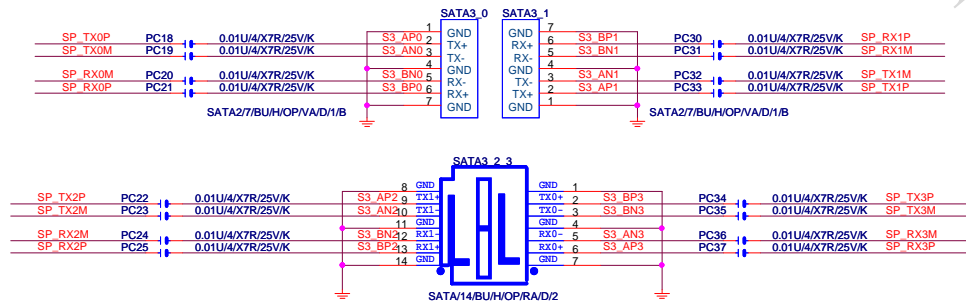 SATA3_0 SATA3_1
1 GND GND 7
SP_TX0P PC18 0.01U/4/X7R/25V/K S3_AP0 2 TX+ RX+ 6 S3_BP1 PC30 0.01U/4/X7R/25V/K SP_RX1P
SP_TX0M PC19 0.01U/4/X7R/25V/K S3_AN0 3 TX- RX- 5 S3_BN1 PC31 0.01U/4/X7R/25V/K SP_RX1M
4 GND GND 4
SP_RX0M PC20 0.01U/4/X7R/25V/K S3_BN0 5 RX- TX- 3 S3_AN1 PC32 0.01U/4/X7R/25V/K SP_TX1M
SP_RX0P PC21 0.01U/4/X7R/25V/K S3_BP0 6 RX+ TX+ 2 S3_AP1 PC33 0.01U/4/X7R/25V/K SP_TX1P
7 GND GND 1
SATA2/7/BU/H/OP/VA/D/1/B SATA2/7/BU/H/OP/VA/D/1/B
SATA3_2_3
8 GND GND 1
SP_TX2P PC22 0.01U/4/X7R/25V/K S3_AP2 9 TX1+ TX0+ 2 S3_BP3 PC34 0.01U/4/X7R/25V/K SP_TX3P
SP_TX2M PC23 0.01U/4/X7R/25V/K S3_AN2 10 TX1- TX0- 3 S3_BN3 PC35 0.01U/4/X7R/25V/K SP_TX3M
11 GND GND 4
SP_RX2M PC24 0.01U/4/X7R/25V/K S3_BN2 12 RX1- RX0- 5 S3_AN3 PC36 0.01U/4/X7R/25V/K SP_RX3M
SP_RX2P PC25 0.01U/4/X7R/25V/K S3_BP2 13 RX1+ RX0+ 6 S3_AP3 PC37 0.01U/4/X7R/25V/K SP_RX3P
14 GND GND 7
SATA/14/BU/H/OP/RA/D/2